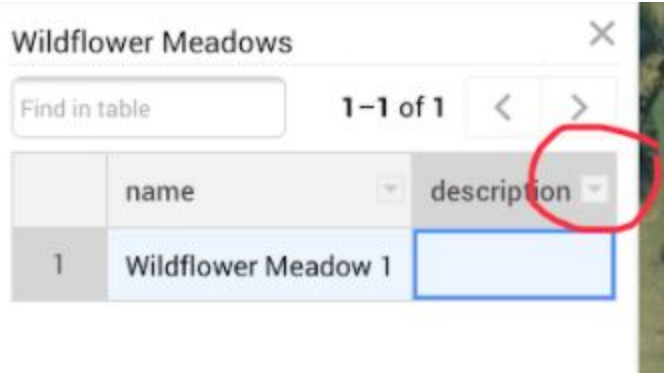 Wildflower Meadows
Find in table
1–1 of 1
name description
1 Wildflower Meadow 1